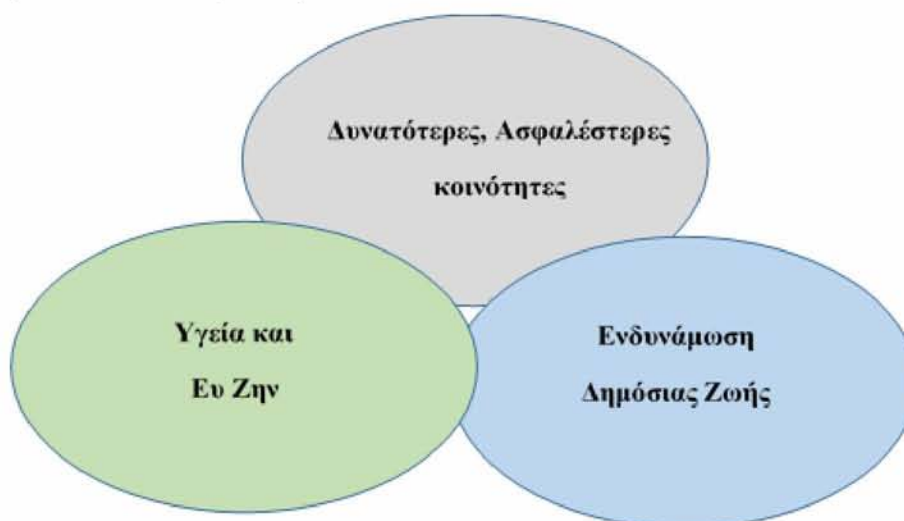 Δυνατότερες, Ασφαλέστερες
κοινότητες
Υγεία και
Ευ Ζην
Ενδυνάμωση
Δημόσιας Ζωής